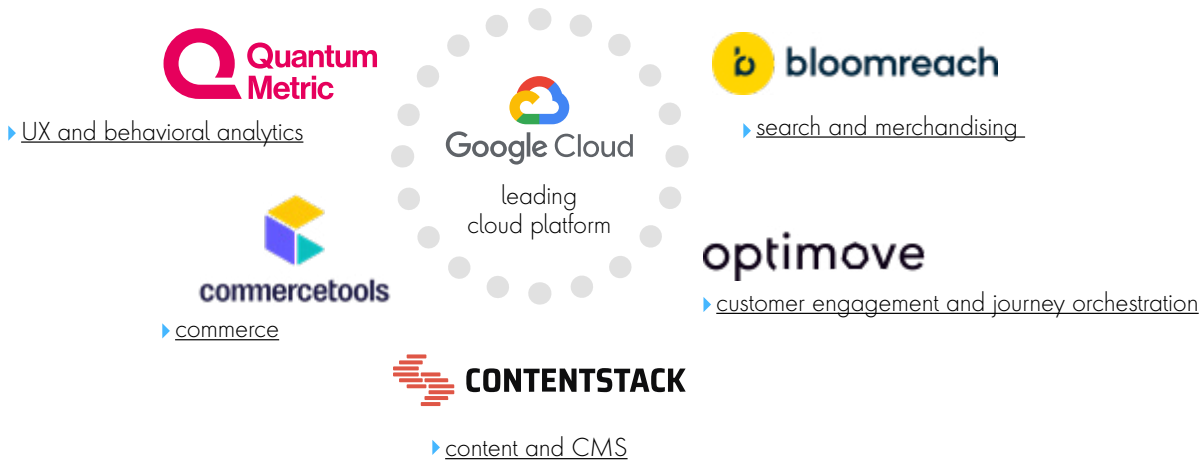 Quantum
Metric
UX and behavioral analytics
Google Cloud
leading
cloud platform
bloomreach
search and merchandising
commercetools
commerce
optimove
customer engagement and journey orchestration
CONTENTSTACK
content and CMS